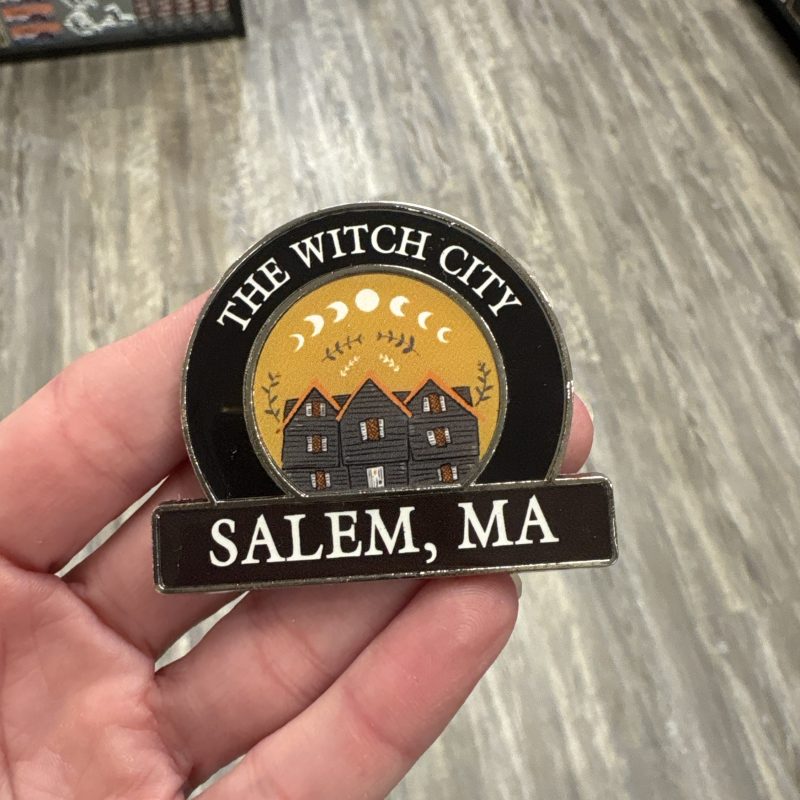 THE WITCH CITY
SALEM, MA